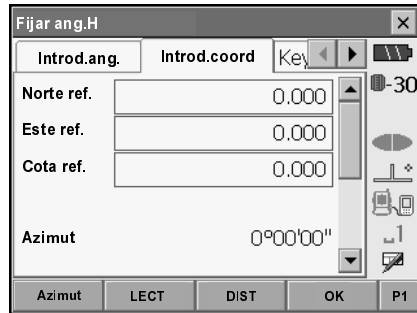 Fijar ang.H
Introd.ang. Introd.coord Key
-30
Norte ref. 0.000
Este ref. 0.000
Cota ref. 0.000
Azimut 0°00'00"
1
Azimut LECT DIST OK P1